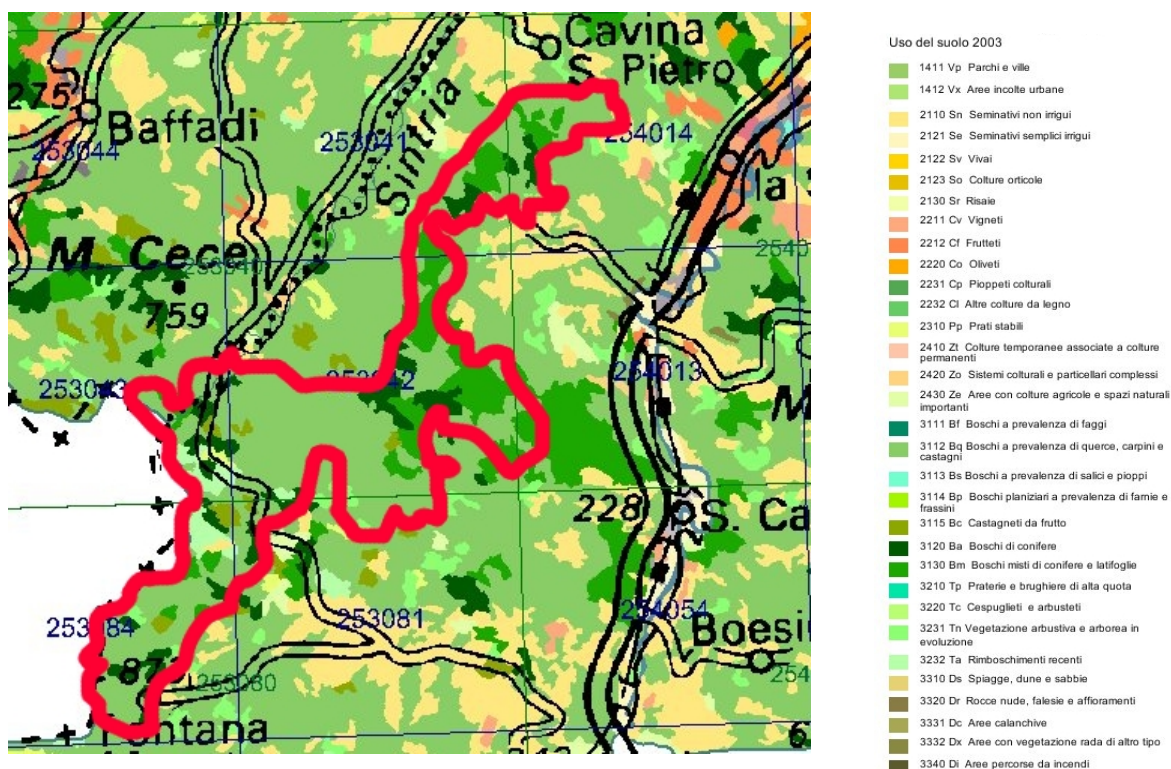 Cavina
S. Pietro
275
Baffadi
253044
253041
Sintria
254014
la
M. Cece
253040
2540
759
253043
253042
254013
M
228
S. Ca
253084
253081
254054
Boesi
872
253080
254
Fontana
6
Uso del suolo 2003
1411 Vp Parchi e ville
1412 Vx Aree incolte urbane
2110 Sn Seminativi non irrigui
2121 Se Seminativi semplici irrigui
2122 Sv Vivai
2123 So Colture orticole
2130 Sr Risaie
2211 Cv Vigneti
2212 Cf Frutteti
2220 Co Oliveti
2231 Cp Pioppeti colturali
2232 Cl Altre colture da legno
2310 Pp Prati stabili
2410 Zt Colture temporanee associate a colture
permanenti
2420 Zo Sistemi colturali e particellari complessi
2430 Ze Aree con colture agricole e spazi naturali
importanti
3111 Bf Boschi a prevalenza di faggi
3112 Bq Boschi a prevalenza di querce, carpini e
castagni
3113 Bs Boschi a prevalenza di salici e pioppi
3114 Bp Boschi planiziari a prevalenza di farnie e
frassini
3115 Bc Castagneti da frutto
3120 Ba Boschi di conifere
3130 Bm Boschi misti di conifere e latifoglie
3210 Tp Praterie e brughiere di alta quota
3220 Tc Cespuglieti e arbusteti
3231 Tn Vegetazione arbustiva e arborea in
evoluzione
3232 Ta Rimboschimenti recenti
3310 Ds Spiagge, dune e sabbie
3320 Dr Rocce nude, falesie e affioramenti
3331 Dc Aree calanchive
3332 Dx Aree con vegetazione rada di altro tipo
3340 Di Aree percorse da incendi